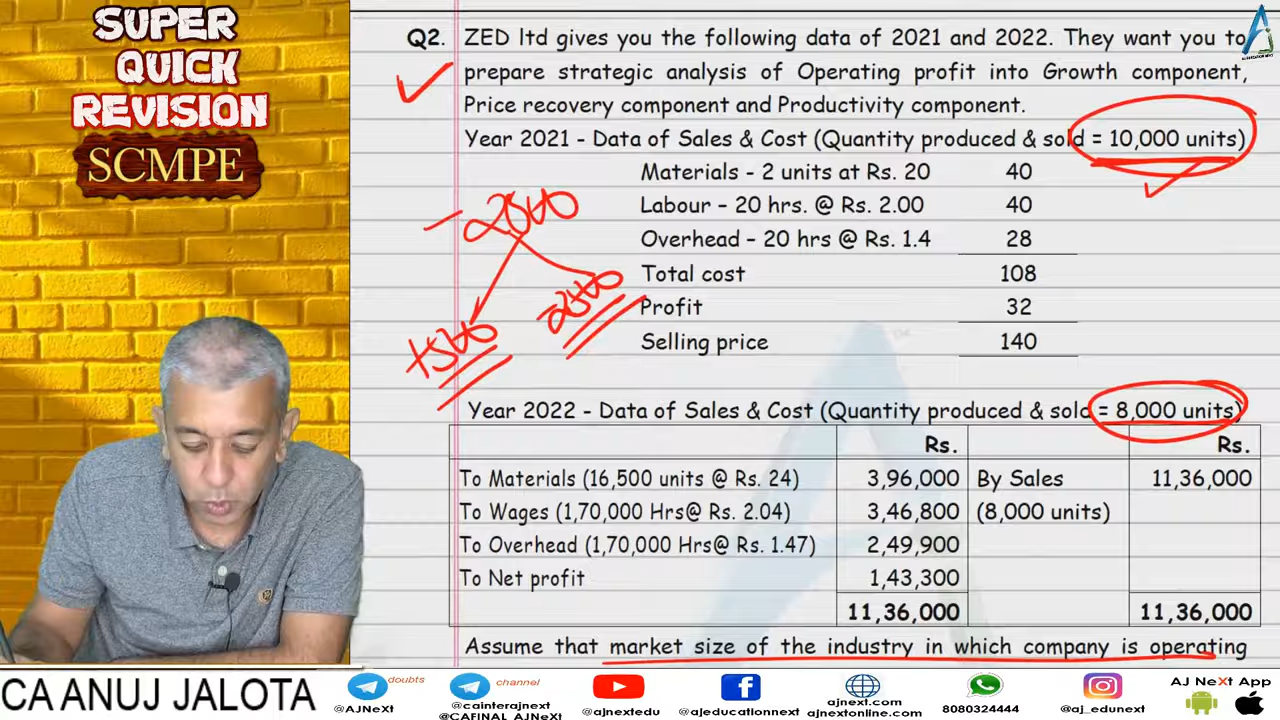 SUPER
QUICK
REVISION
SCMPE
Q2. ZED ltd gives you the following data of 2021 and 2022. They want you to
prepare strategic analysis of Operating profit into Growth component,
Price recovery component and Productivity component.
Year 2021 - Data of Sales & Cost (Quantity produced & sold = 10,000 units)
Materials - 2 units at Rs. 20 40
Labour – 20 hrs. @ Rs. 2.00 40
Overhead – 20 hrs @ Rs. 1.4 28
Total cost 108
Profit 32
Selling price 140
-2500
+500 2500
Year 2022 - Data of Sales & Cost (Quantity produced & sold = 8,000 units)
Rs. Rs.
To Materials (16,500 units @ Rs. 24) 3,96,000 By Sales 11,36,000
To Wages (1,70,000 Hrs@ Rs. 2.04) 3,46,800 (8,000 units)
To Overhead (1,70,000 Hrs@ Rs. 1.47) 2,49,900
To Net profit 1,43,300
11,36,000 11,36,000
Assume that market size of the industry in which company is operating
CA ANUJ JALOTA
doubts
@AJNeXt
channel
@cainterajnext
@CAFINAL_AJNeXt
@ajnextedu
@ajeducationnext
ajnext.com
ajnextonline.com
8080324444
@aj_edunext
AJ NeXt App